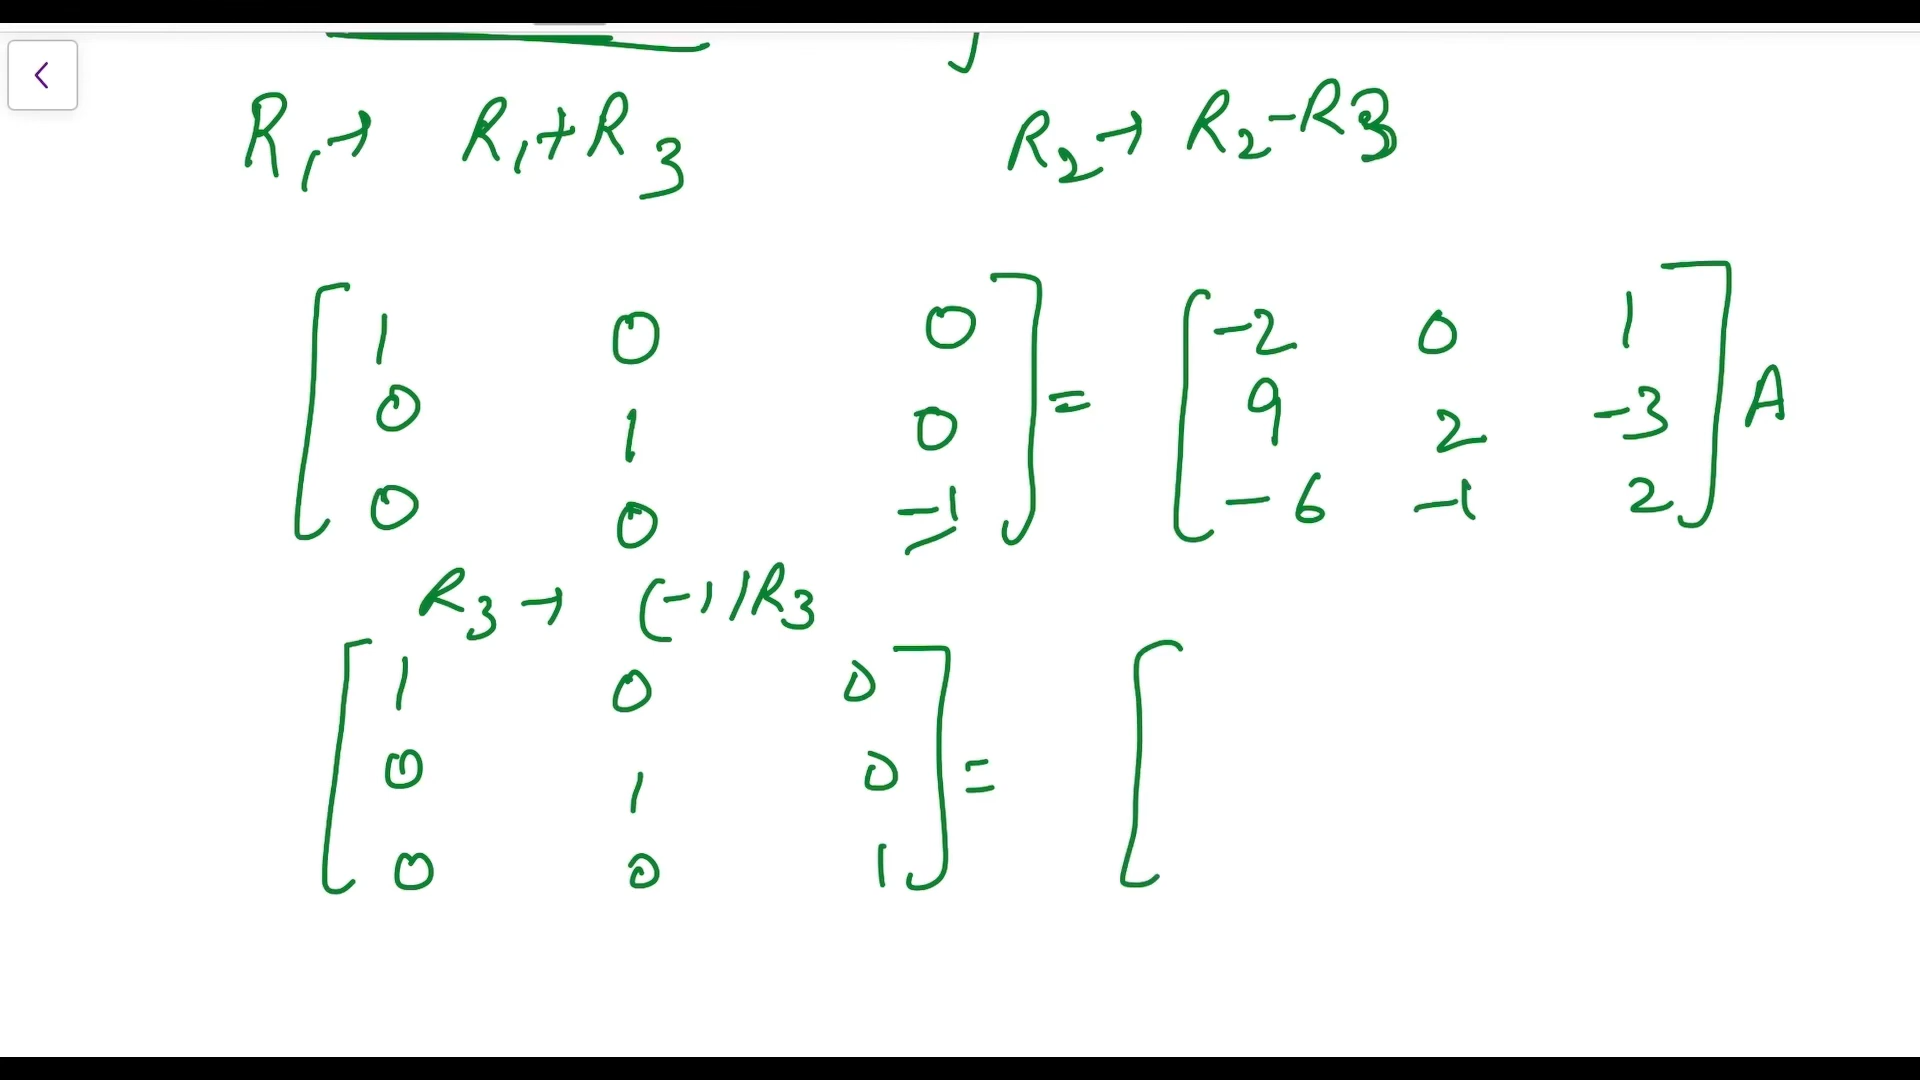 R₁ → R₁ + R₃ R₂ → R₂ - R₃
[ 1 0 0 ] = [ -2 0 1 ] A
[ 0 1 0 ] [ 9 2 -3 ]
[ 0 0 -1 ] [ -6 -1 2 ]
R₃ → (-1) R₃
[ 1 0 0 ] = [
[ 0 1 0 ]
[ 0 0 1 ]